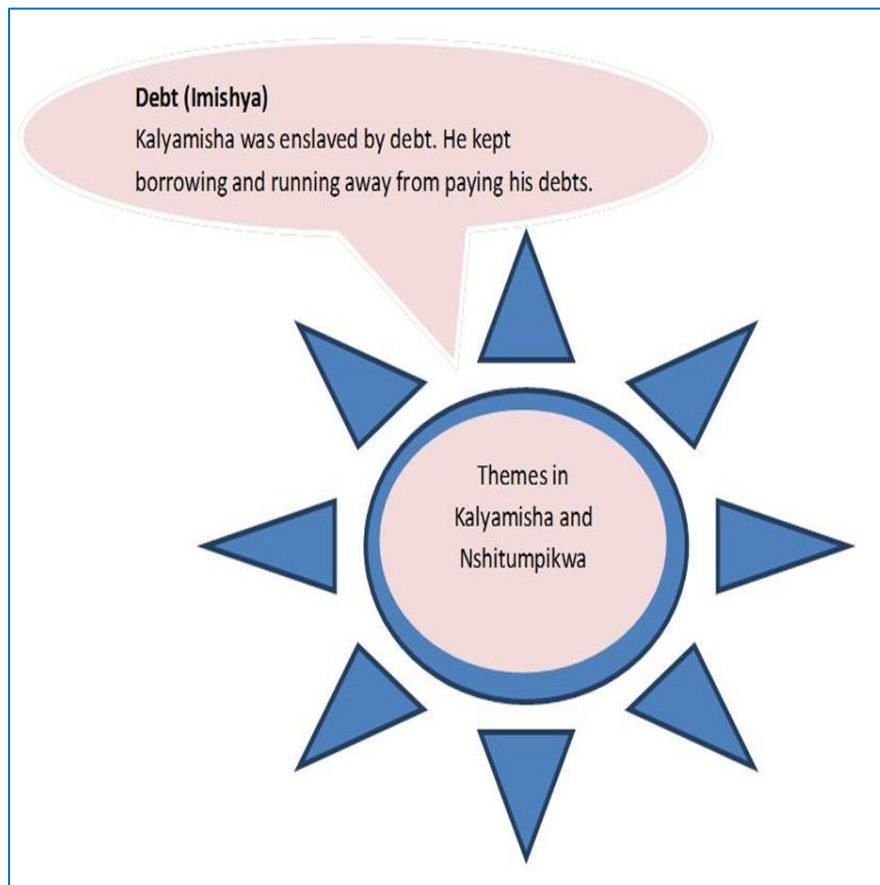 Debt (Imishya)
Kalyamisha was enslaved by debt. He kept
borrowing and running away from paying his debts.
Themes in
Kalyamisha and
Nshitumpikwa